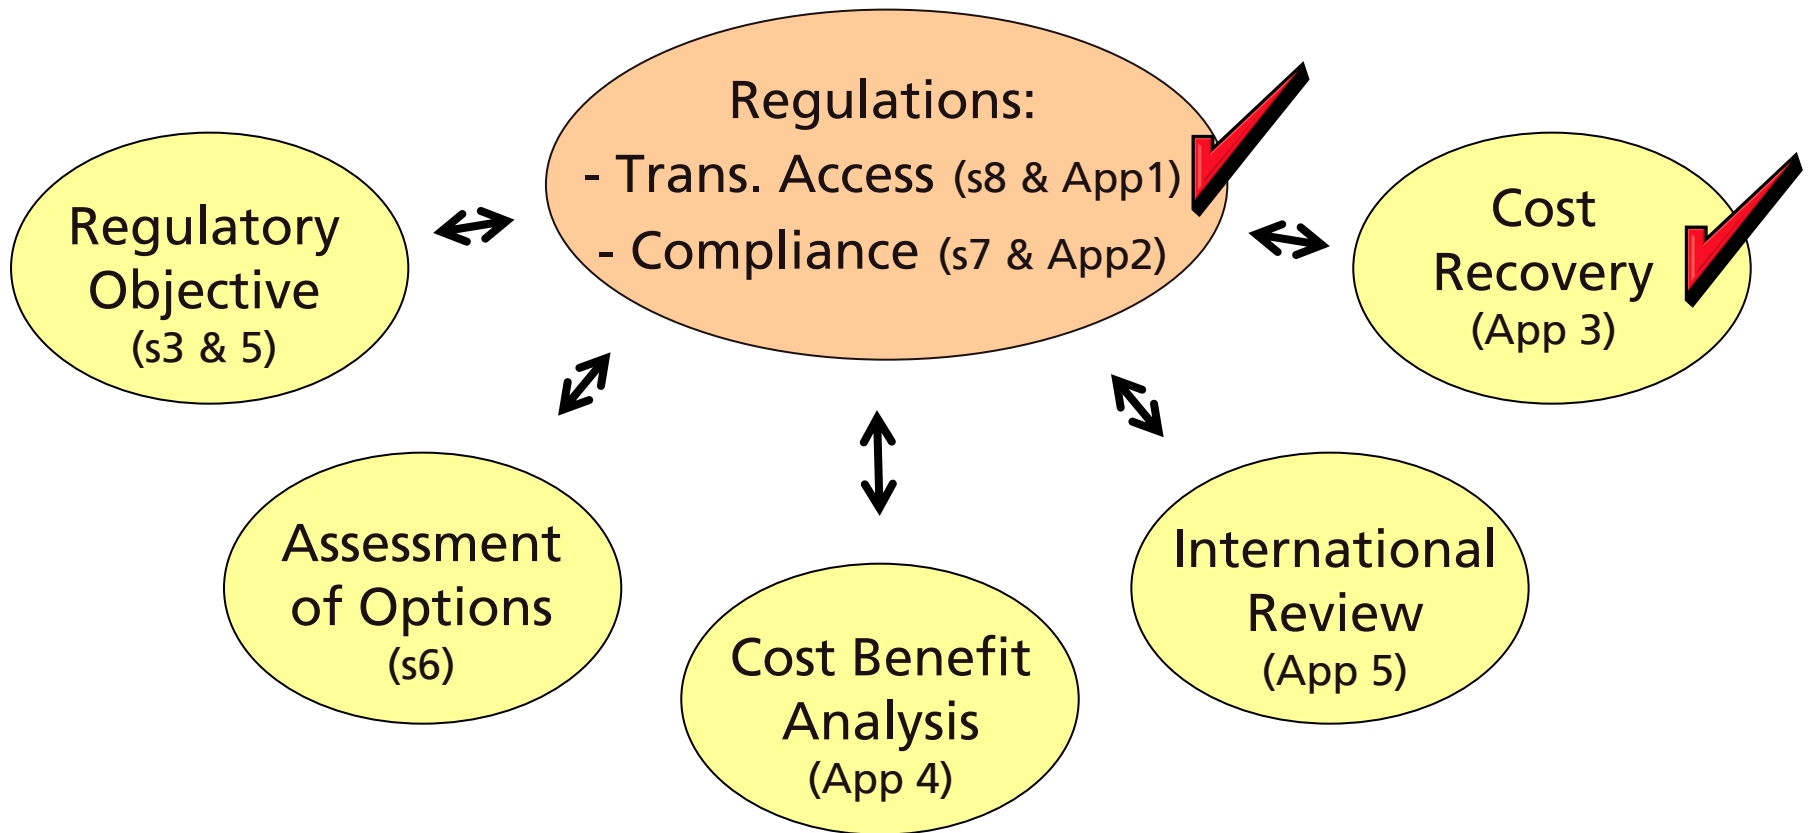 Regulations:
- Trans. Access (s8 & App1)
- Compliance (s7 & App2)
Regulatory
Objective
(s3 & 5)
Assessment
of Options
(s6)
Cost Benefit
Analysis
(App 4)
International
Review
(App 5)
Cost
Recovery
(App 3)